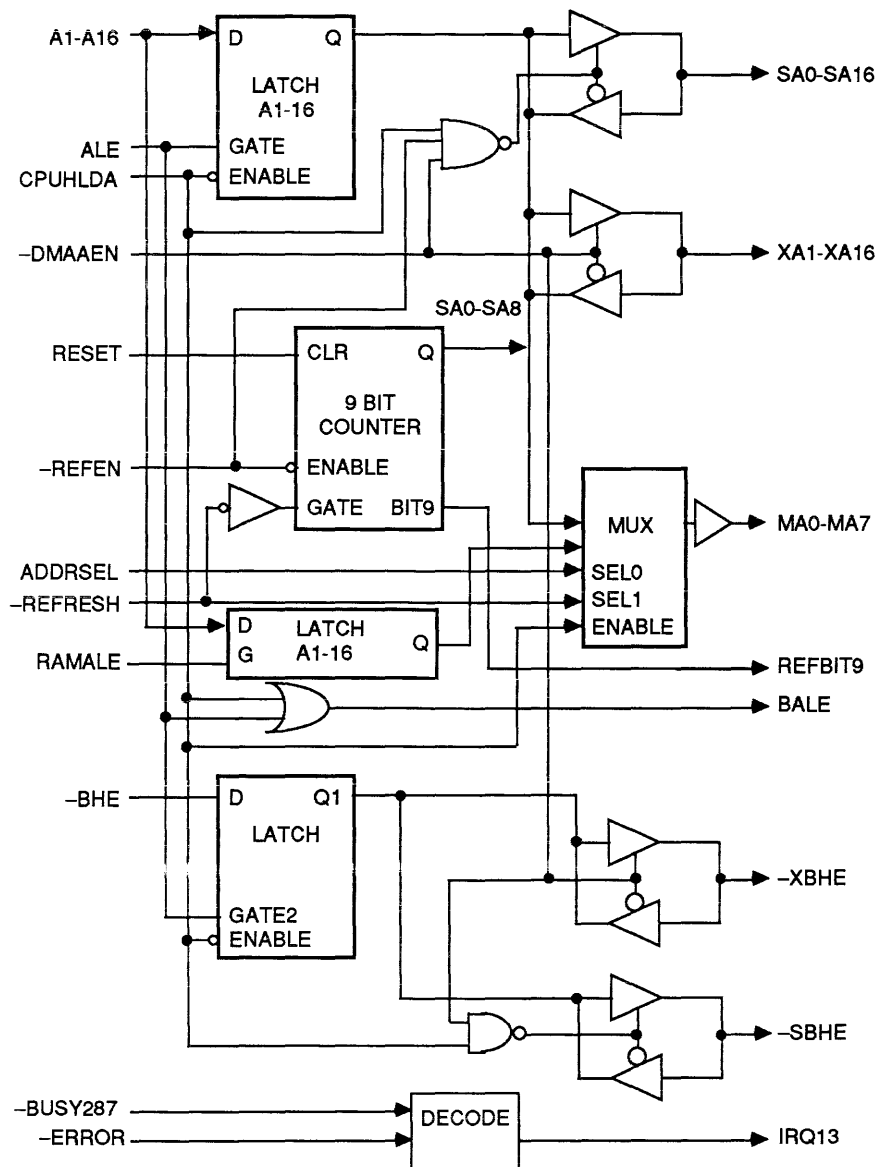 A1-A16
D Q
LATCH
A1-16
SA0-SA16
ALE
GATE
CPUHLDA
ENABLE
–DMAAEN
XA1-XA16
SA0-SA8
RESET
CLR Q
9 BIT
COUNTER
–REFEN
ENABLE
GATE BIT9
MUX
MA0-MA7
ADDRSEL
SEL0
–REFRESH
SEL1
D LATCH Q
G A1-16
ENABLE
RAMALE
REFBIT9
BALE
–BHE
D Q1
LATCH
–XBHE
GATE2
ENABLE
–SBHE
–BUSY287
DECODE
–ERROR
IRQ13